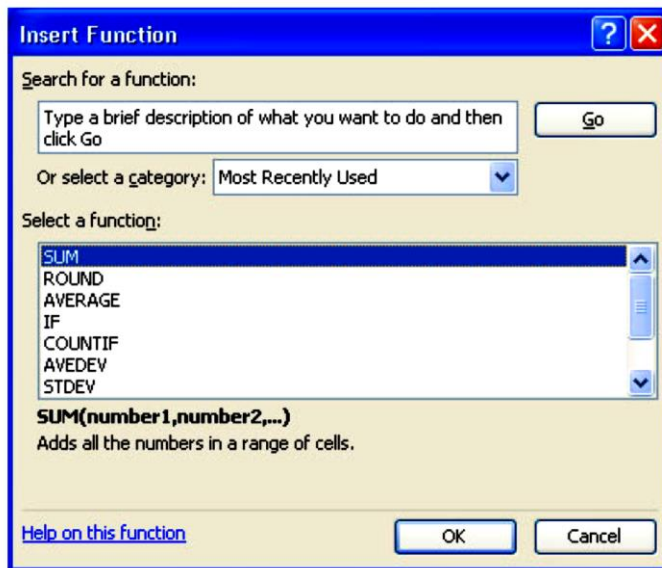 Insert Function
?
X
Search for a function:
Type a brief description of what you want to do and then
click Go
Go
Or select a category:
Most Recently Used
Select a function:
SUM
ROUND
AVERAGE
IF
COUNTIF
AVEDEV
STDEV
SUM(number1,number2,...)
Adds all the numbers in a range of cells.
Help on this function
OK
Cancel